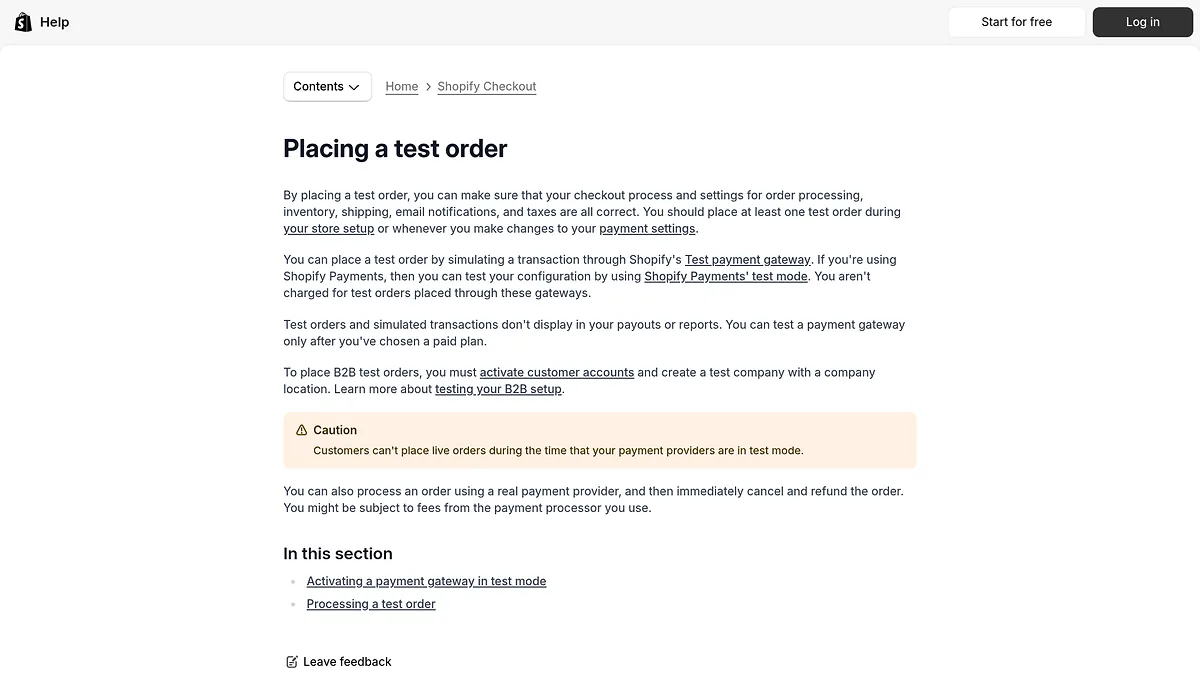 Help
Start for free
Log in
Contents
Home > Shopify Checkout
Placing a test order
By placing a test order, you can make sure that your checkout process and settings for order processing,
inventory, shipping, email notifications, and taxes are all correct. You should place at least one test order during
your store setup or whenever you make changes to your payment settings.
You can place a test order by simulating a transaction through Shopify's Test payment gateway. If you're using
Shopify Payments, then you can test your configuration by using Shopify Payments' test mode. You aren't
charged for test orders placed through these gateways.
Test orders and simulated transactions don't display in your payouts or reports. You can test a payment gateway
only after you've chosen a paid plan.
To place B2B test orders, you must activate customer accounts and create a test company with a company
location. Learn more about testing your B2B setup.
Caution
Customers can't place live orders during the time that your payment providers are in test mode.
You can also process an order using a real payment provider, and then immediately cancel and refund the order.
You might be subject to fees from the payment processor you use.
In this section
Activating a payment gateway in test mode
Processing a test order
Leave feedback